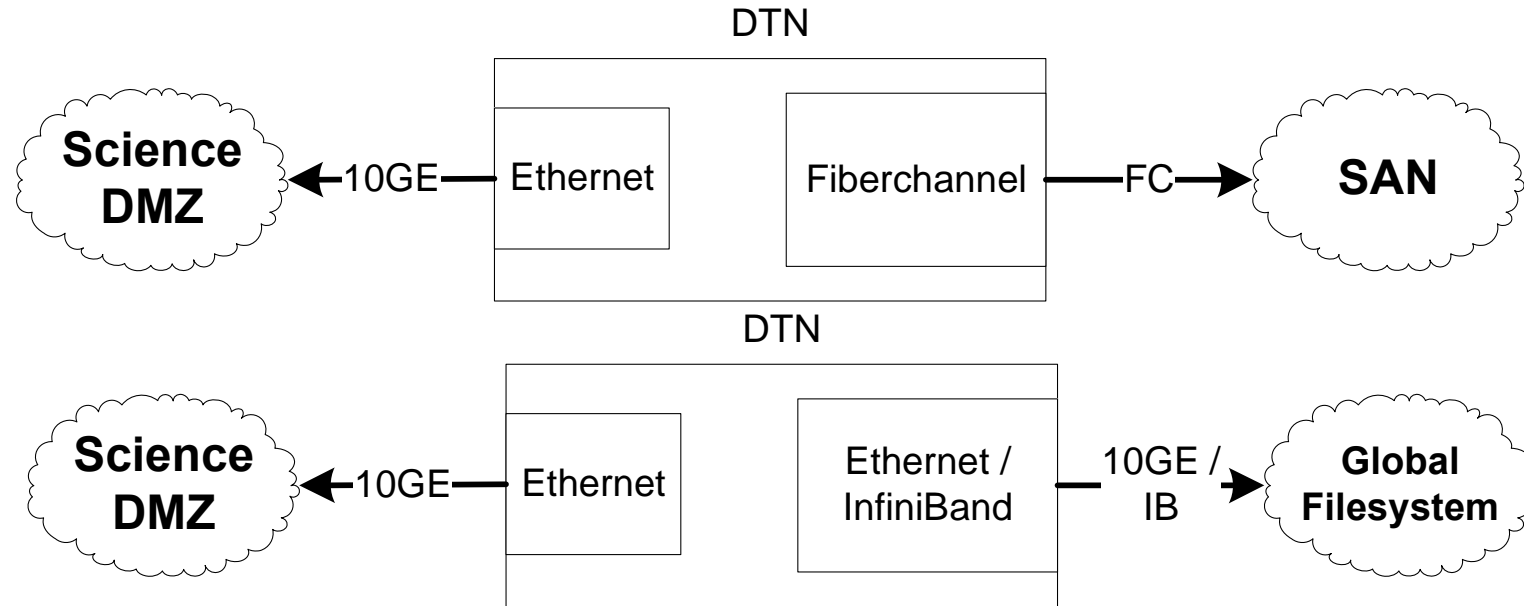 DTN
Science
DMZ
10GE
Ethernet
Fiberchannel
FC
SAN
DTN
Science
DMZ
10GE
Ethernet
Ethernet /
InfiniBand
10GE /
IB
Global
Filesystem